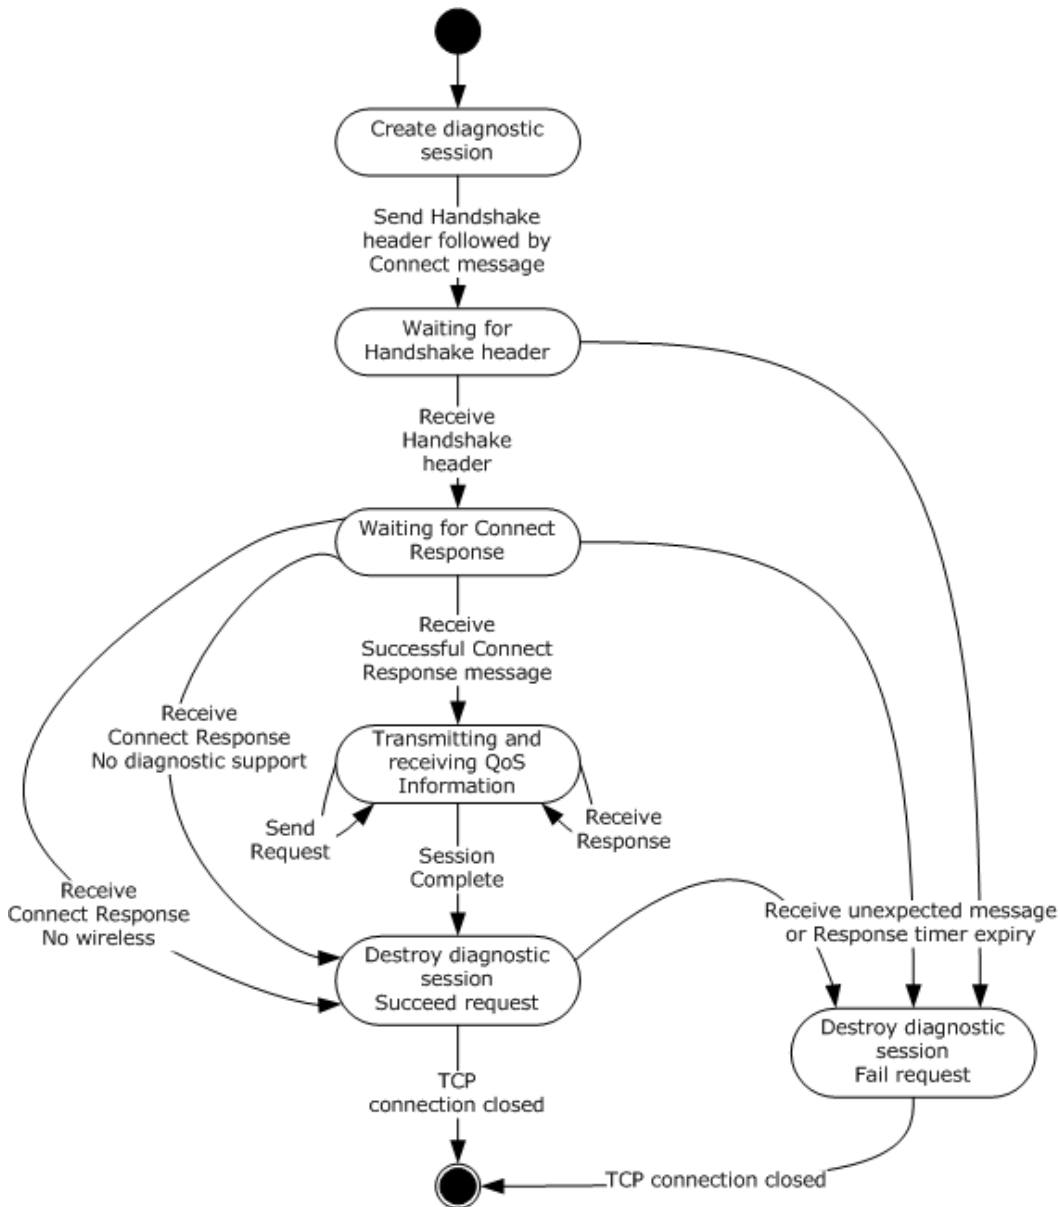 Create diagnostic
session
Send Handshake
header followed by
Connect message
Waiting for
Handshake header
Receive
Handshake
header
Waiting for Connect
Response
Receive
Successful Connect
Response message
Receive
Connect Response
No diagnostic support
Transmitting and
receiving QoS
Information
Send
Request
Receive
Response
Session
Complete
Receive
Connect Response
No wireless
Receive unexpected message
or Response timer expiry
Destroy diagnostic
session
Succeed request
Destroy diagnostic
session
Fail request
TCP
connection closed
TCP connection closed